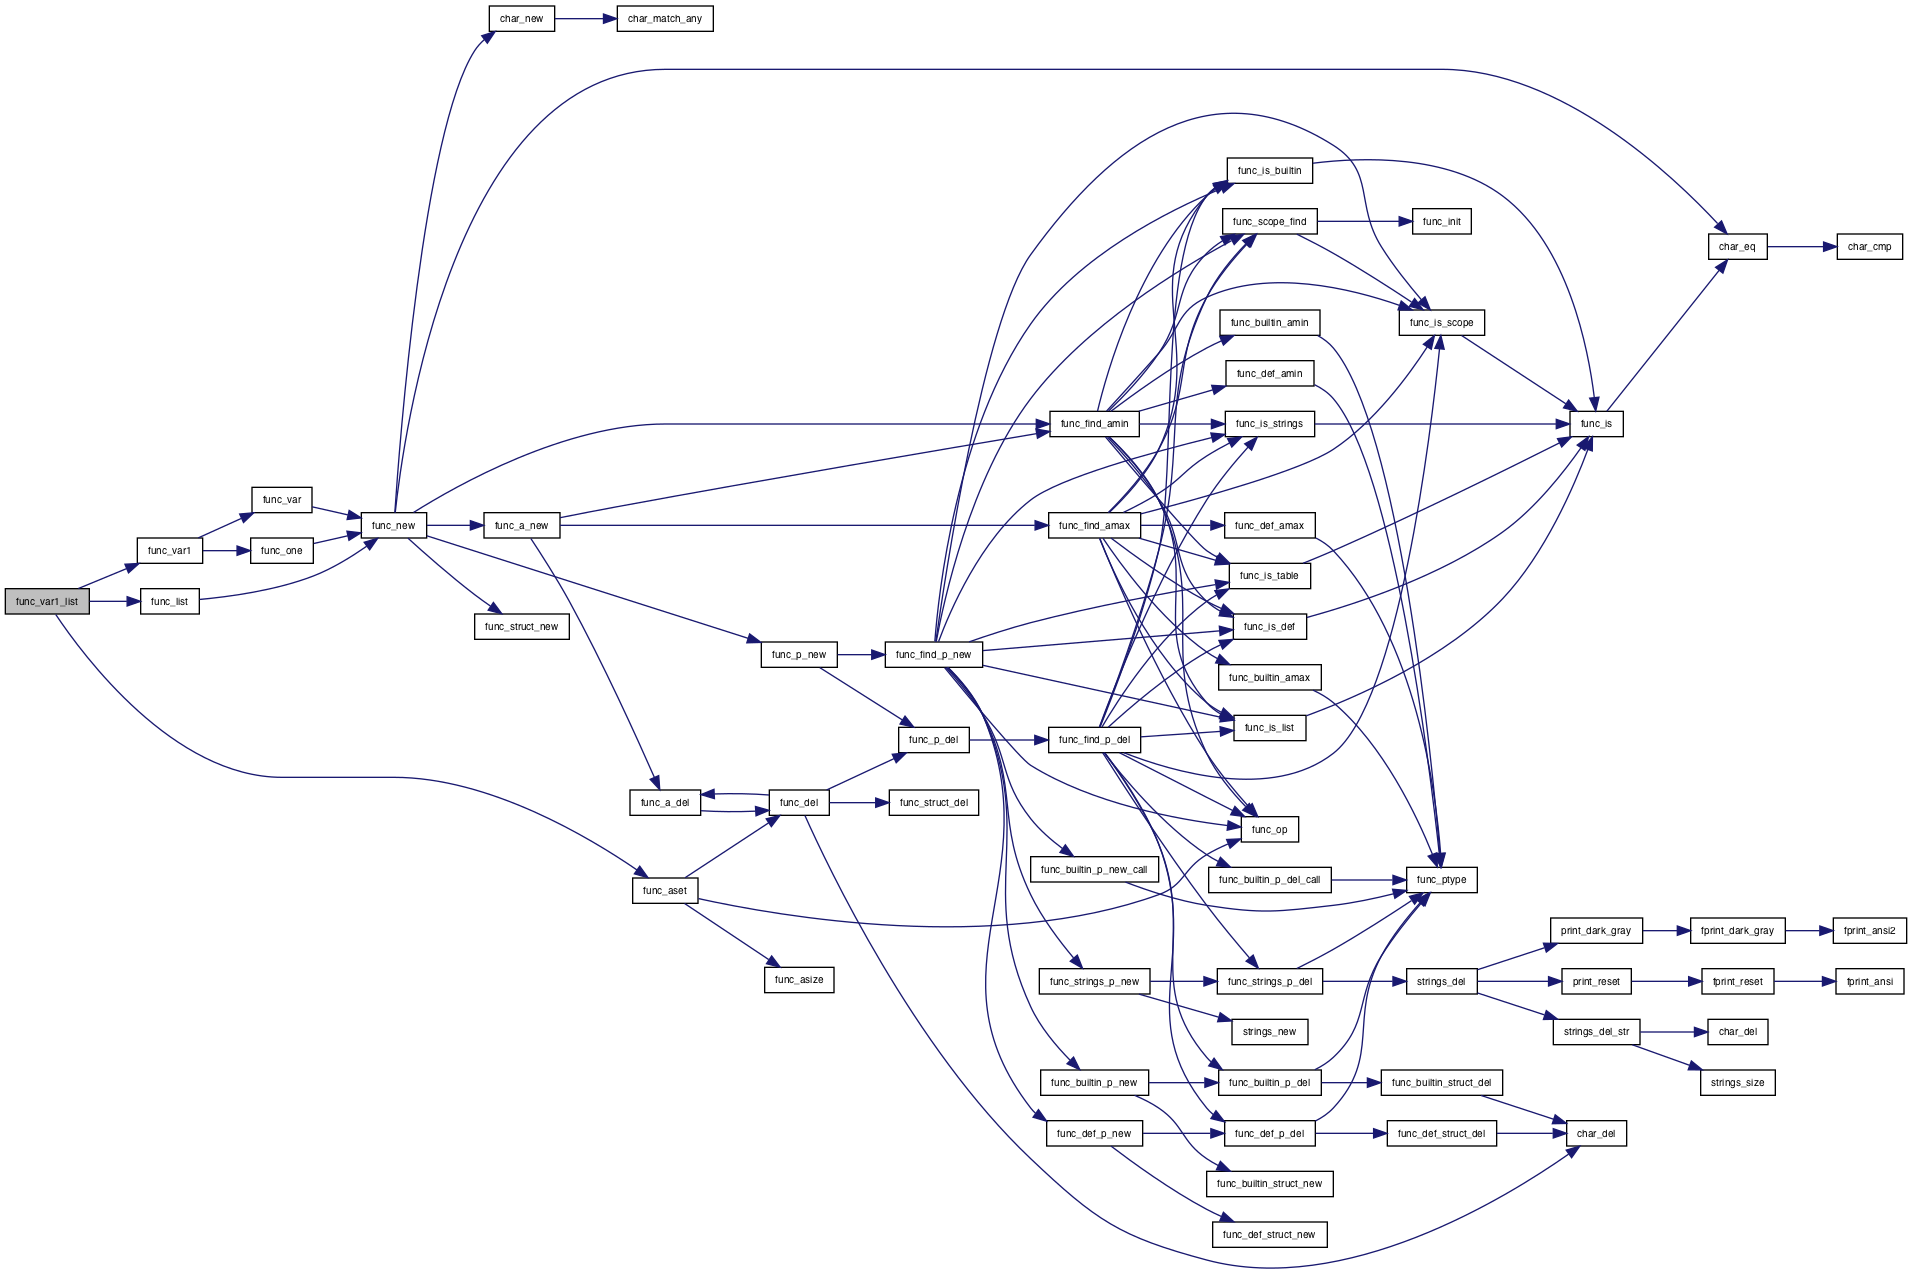 char_new
char_match_any
func_is_builtin
func_scope_find
func_init
char_eq
char_cmp
func_builtin_amin
func_is_scope
func_def_amin
func_find_amin
func_is_strings
func_is
func_var
func_new
func_a_new
func_find_amax
func_def_amax
func_var1
func_one
func_is_table
func_var1_list
func_list
func_struct_new
func_is_def
func_p_new
func_find_p_new
func_builtin_amax
func_is_list
func_p_del
func_find_p_del
func_a_del
func_del
func_struct_del
func_op
func_aset
func_builtin_p_new_call
func_builtin_p_del_call
func_ptype
print_dark_gray
fprint_dark_gray
fprint_ansi2
func_asize
func_strings_p_new
func_strings_p_del
strings_del
print_reset
fprint_reset
fprint_ansi
strings_new
strings_del_str
char_del
func_builtin_p_new
func_builtin_p_del
func_builtin_struct_del
strings_size
func_def_p_new
func_def_p_del
func_def_struct_del
char_del
func_builtin_struct_new
func_def_struct_new